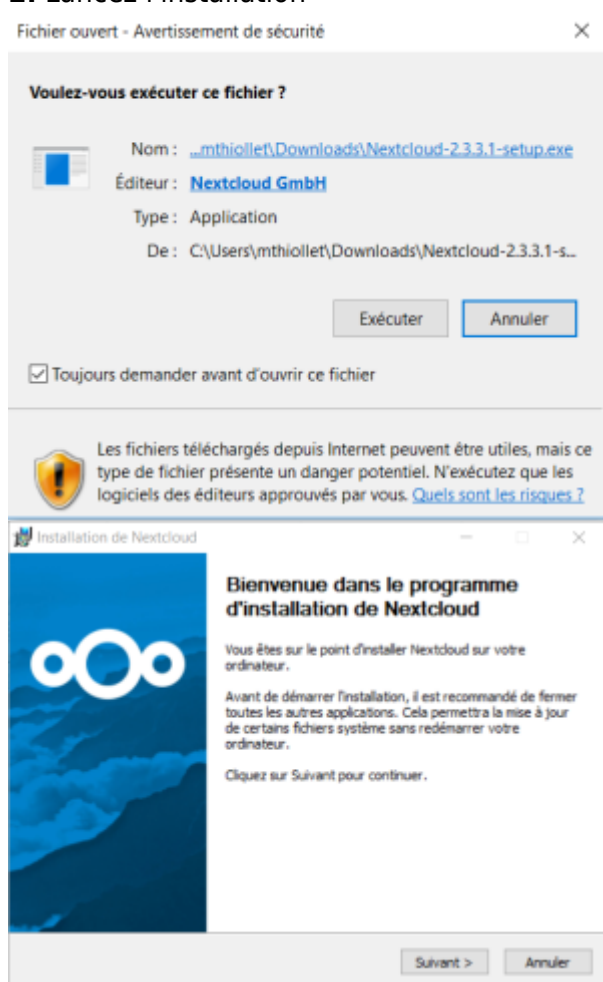 2. Lancez l'installation
Fichier ouvert - Avertissement de sécurité
Voulez-vous exécuter ce fichier ?
Nom : ...mthiollet\Downloads\Nextcloud-2.3.3.1-setup.exe
Éditeur : Nextcloud GmbH
Type : Application
De : C:\Users\mthiollet\Downloads\Nextcloud-2.3.3.1-s...
Exécuter Annuler
Toujours demander avant d'ouvrir ce fichier
Les fichiers téléchargés depuis Internet peuvent être utiles, mais ce
type de fichier présente un danger potentiel. N'exécutez que les
logiciels des éditeurs approuvés par vous. Quels sont les risques ?
Installation de Nextcloud
Bienvenue dans le programme
d'installation de Nextcloud
Vous êtes sur le point d'installer Nextcloud sur votre
ordinateur.
Avant de démarrer l'installation, il est recommandé de fermer
toutes les autres applications. Cela permettra la mise à jour
de certains fichiers système sans redémarrer votre
ordinateur.
Cliquez sur Suivant pour continuer.
Suivant > Annuler